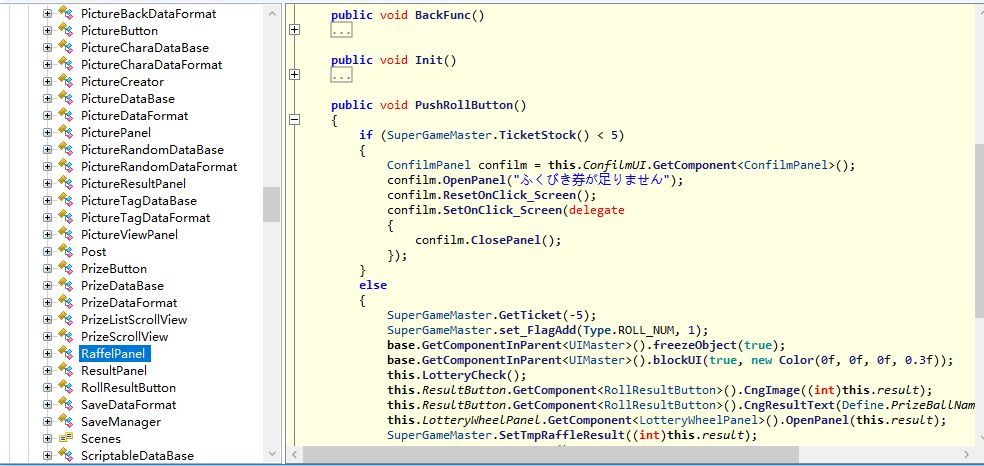 PictureBackDataFormat
PictureButton
PictureCharaDataBase
PictureCharaDataFormat
PictureCreator
PictureDataBase
PictureDataFormat
PicturePanel
PictureRandomDataBase
PictureRandomDataFormat
PictureResultPanel
PictureTagDataBase
PictureTagDataFormat
PictureViewPanel
Post
PrizeButton
PrizeDataBase
PrizeDataFormat
PrizeListScrollView
PrizeScrollView
RaffelPanel
ResultPanel
RollResultButton
SaveDataFormat
SaveManager
Scenes
ScriptableDataBase
public void BackFunc()
...
public void Init()
...
public void PushRollButton()
{
if (SuperGameMaster.TicketStock() < 5)
{
ConfilmPanel confilm = this.ConfilmUI.GetComponent<ConfilmPanel>();
confilm.OpenPanel("ふくびき券が足りません");
confilm.ResetOnClick_Screen();
confilm.SetOnClick_Screen(delegate
{
confilm.ClosePanel();
});
}
else
{
SuperGameMaster.GetTicket(-5);
SuperGameMaster.set_FlagAdd(Type.ROLL_NUM, 1);
base.GetComponentInParent<UIMaster>().freezeObject(true);
base.GetComponentInParent<UIMaster>().blockUI(true, new Color(0f, 0f, 0f, 0.3f));
this.LotteryCheck();
this.ResultButton.GetComponent<RollResultButton>().CngImage((int)this.result);
this.ResultButton.GetComponent<RollResultButton>().CngResultText(Define.PrizeBallNam
this.LotteryWheelPanel.GetComponent<LotteryWheelPanel>().OpenPanel(this.result);
SuperGameMaster.SetTmpRaffleResult((int)this.result);